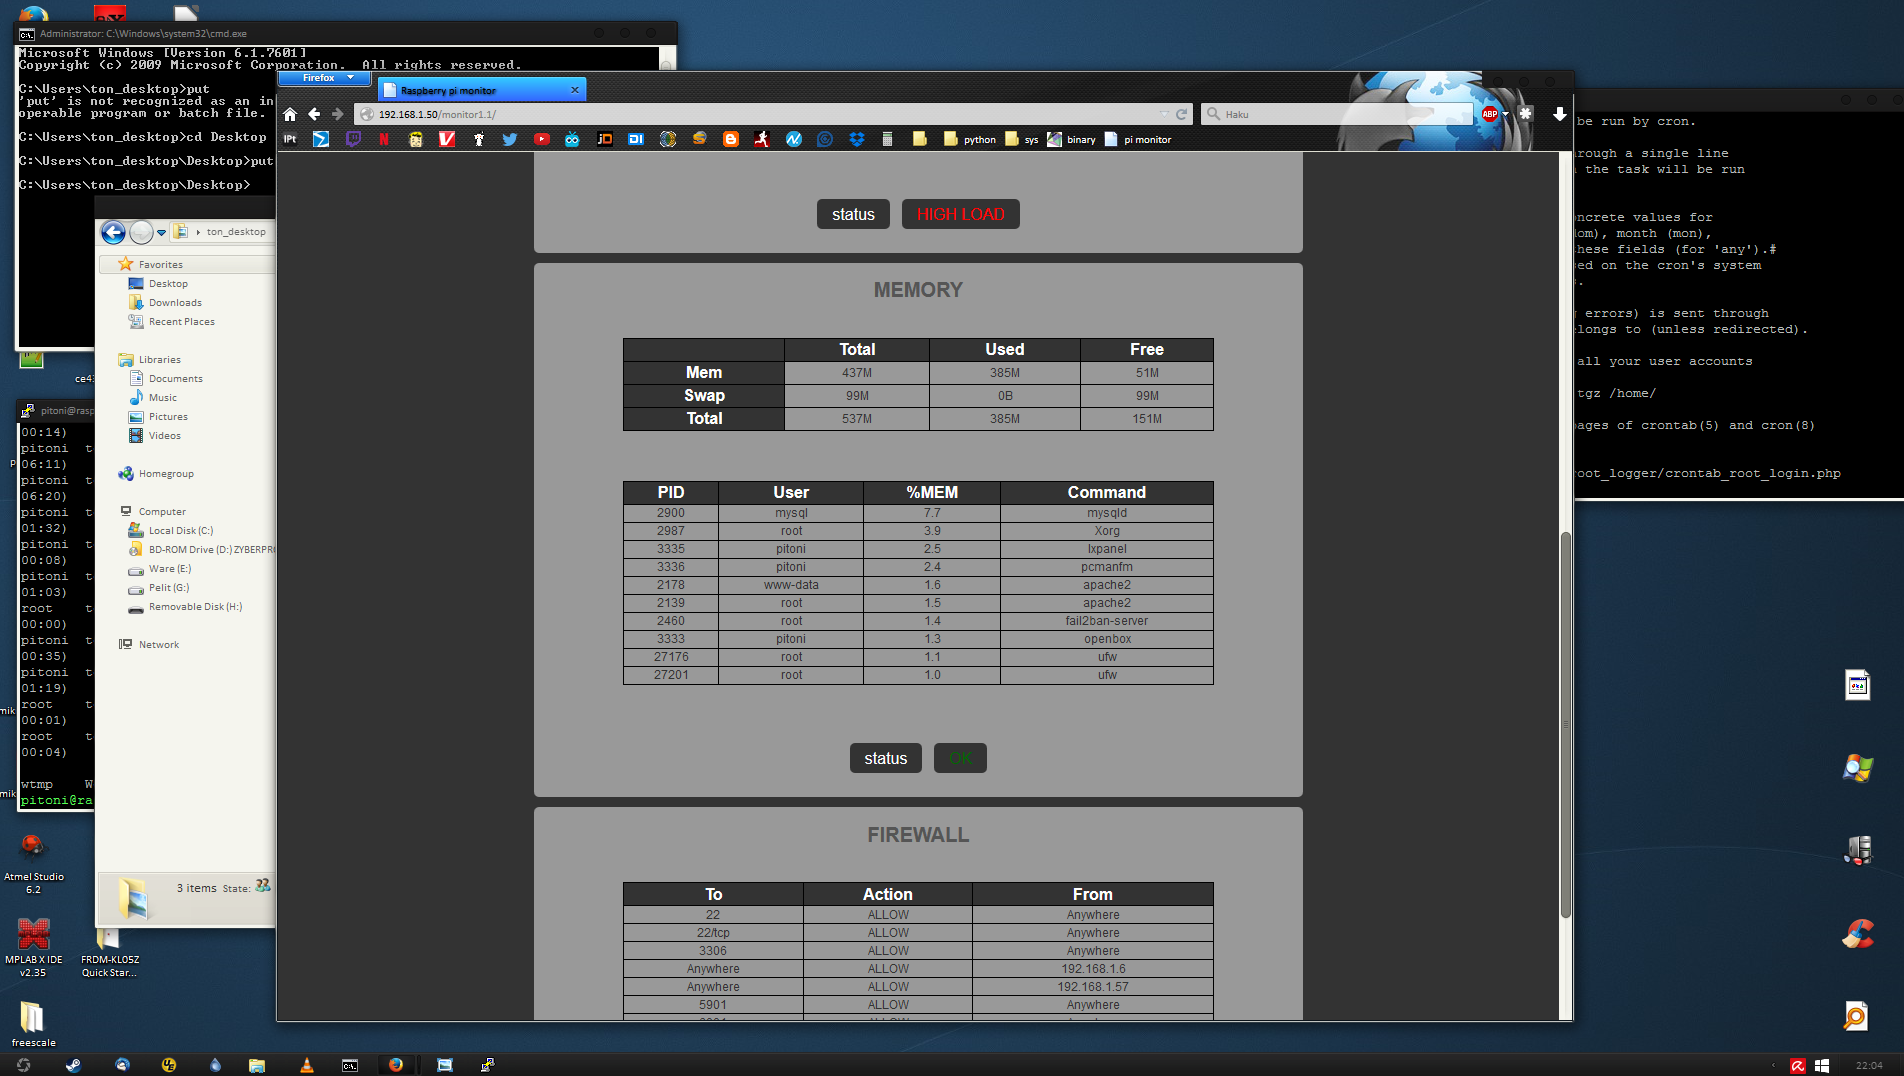 Administrator: C:\Windows\system32\cmd.exe
Microsoft Windows [Version 6.1.7601]
Copyright (c) 2009 Microsoft Corporation.  All rights reserved.
C:\Users\ton_desktop>put
'put' is not recognized as an in
operable program or batch file.
C:\Users\ton_desktop>cd Desktop
C:\Users\ton_desktop\Desktop>put
C:\Users\ton_desktop\Desktop>
ton_desktop
Favorites
Desktop
Downloads
Recent Places
Libraries
Documents
Music
Pictures
Videos
Homegroup
Computer
Local Disk (C:)
BD-ROM Drive (D:) ZYBERPR
Ware (E:)
Pelit (G:)
Removable Disk (H:)
Network
3 items State:
pitoni@rasp
00:14)
pitoni t
06:11)
pitoni t
06:20)
pitoni t
01:32)
pitoni t
00:08)
pitoni t
01:03)
root t
00:00)
pitoni t
00:35)
pitoni t
01:19)
root t
00:01)
root t
00:04)
wtmp W
pitoni@ra
Firefox
Raspberry pi monitor
192.168.1.50/monitor1.1/
Haku
ABP
IPt
python
sys
binary
pi monitor
status HIGH LOAD
MEMORY
Total Used Free
Mem 437M 385M 51M
Swap 99M 0B 99M
Total 537M 385M 151M
PID User %MEM Command
2900 mysql 7.7 mysqld
2987 root 3.9 Xorg
3335 pitoni 2.5 lxpanel
3336 pitoni 2.4 pcmanfm
2178 www-data 1.6 apache2
2139 root 1.5 apache2
2460 root 1.4 fail2ban-server
3333 pitoni 1.3 openbox
27176 root 1.1 ufw
27201 root 1.0 ufw
status OK
FIREWALL
To Action From
22 ALLOW Anywhere
22/tcp ALLOW Anywhere
3306 ALLOW Anywhere
Anywhere ALLOW 192.168.1.6
Anywhere ALLOW 192.168.1.57
5901 ALLOW Anywhere
be run by cron.
rough a single line
the task will be run
ncrete values for
dom), month (mon),
hese fields (for 'any').#
ed on the cron's system
errors) is sent through
longs to (unless redirected).
all your user accounts
tgz /home/
ages of crontab(5) and cron(8)
root_logger/crontab_root_login.php
Atmel Studio
6.2
MPLAB X IDE
v2.35
FRDM-KL05Z
Quick Star...
freescale
22:04